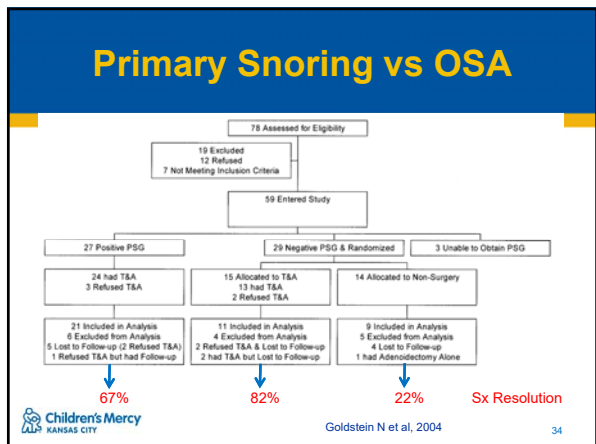 Primary Snoring vs OSA
78 Assessed for Eligibility
19 Excluded
12 Refused
7 Not Meeting Inclusion Criteria
59 Entered Study
27 Positive PSG
29 Negative PSG & Randomized
3 Unable to Obtain PSG
24 had T&A
3 Refused T&A
15 Allocated to T&A
13 had T&A
2 Refused T&A
14 Allocated to Non-Surgery
21 Included in Analysis
6 Excluded from Analysis
5 Lost to Follow-up (2 Refused T&A)
1 Refused T&A but had Follow-up
11 Included in Analysis
4 Excluded from Analysis
2 Refused T&A & Lost to Follow-up
2 had T&A but Lost to Follow-up
9 Included in Analysis
5 Excluded from Analysis
4 Lost to Follow-up
1 had Adenoidectomy Alone
67%
82%
22%
Sx Resolution
Children's Mercy
KANSAS CITY
Goldstein N et al, 2004
34